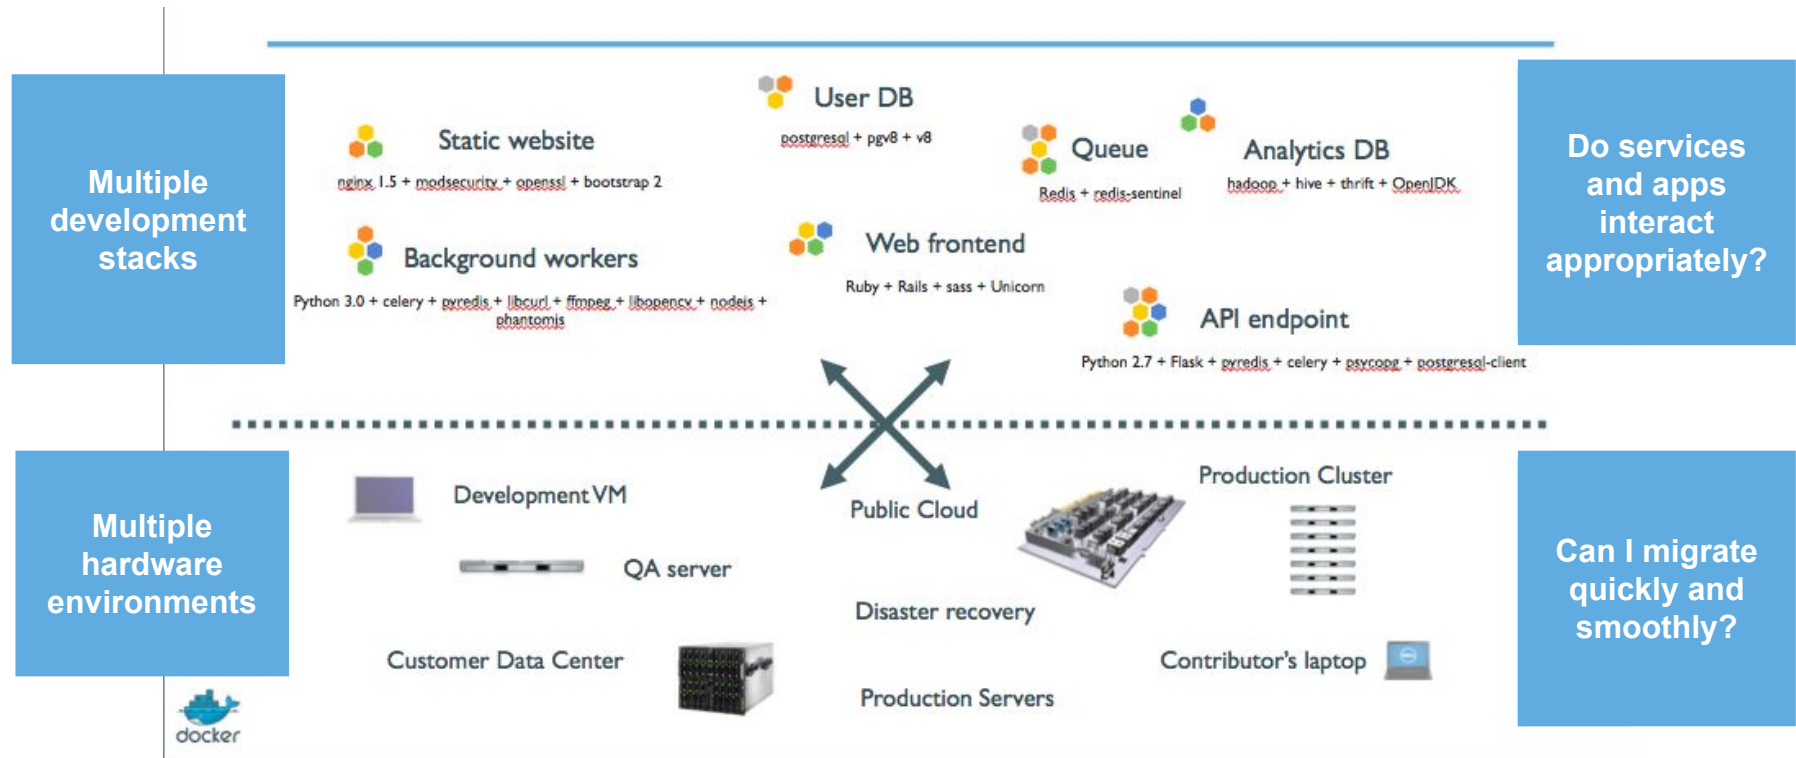 Multiple
development
stacks
Static website
nginx 1.5 + modsecurity + openssl + bootstrap 2
Background workers
Python 3.0 + celery + pyredis + libcurl + ffmpeg + libopencv + nodejs +
phantomjs
User DB
postgresql + pgv8 + v8
Web frontend
Ruby + Rails + sass + Unicorn
Queue
Redis + redis-sentinel
Analytics DB
hadoop + hive + thrift + OpenJDK
API endpoint
Python 2.7 + Flask + pyredis + celery + psycopg + postgresql-client
Do services
and apps
interact
appropriately?
Multiple
hardware
environments
Development VM
QA server
Customer Data Center
Public Cloud
Disaster recovery
Production Servers
Production Cluster
Contributor's laptop
Can I migrate
quickly and
smoothly?
docker